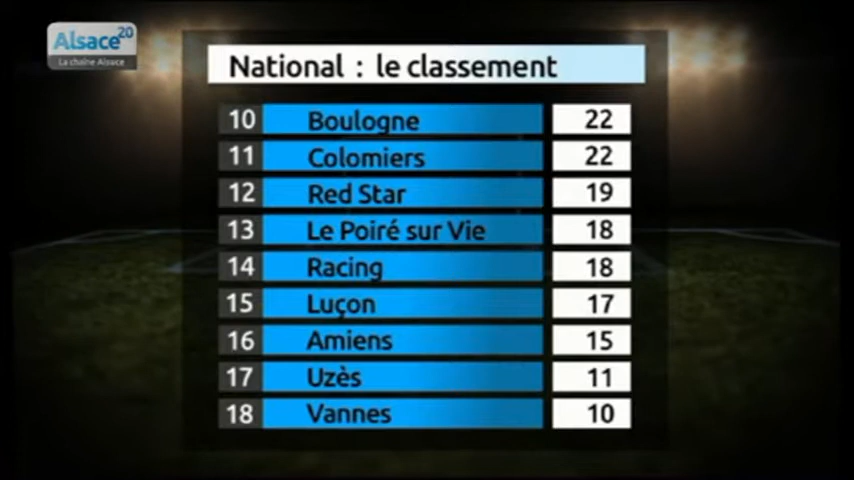 Alsace20
La chaîne Alsace
National : le classement
10 Boulogne 22
11 Colomiers 22
12 Red Star 19
13 Le Poiré sur Vie 18
14 Racing 18
15 Luçon 17
16 Amiens 15
17 Uzès 11
18 Vannes 10